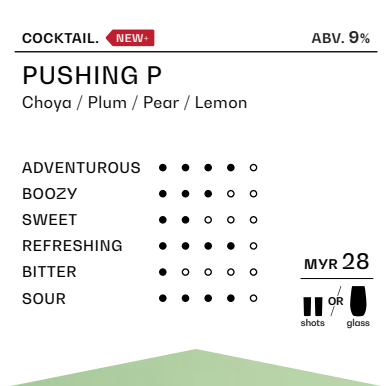 COCKTAIL. NEW+ ABV. 9%
PUSHING P
Choya / Plum / Pear / Lemon
ADVENTUROUS
BOOZY
SWEET
REFRESHING
BITTER
SOUR
MYR 28
OR
shots glass